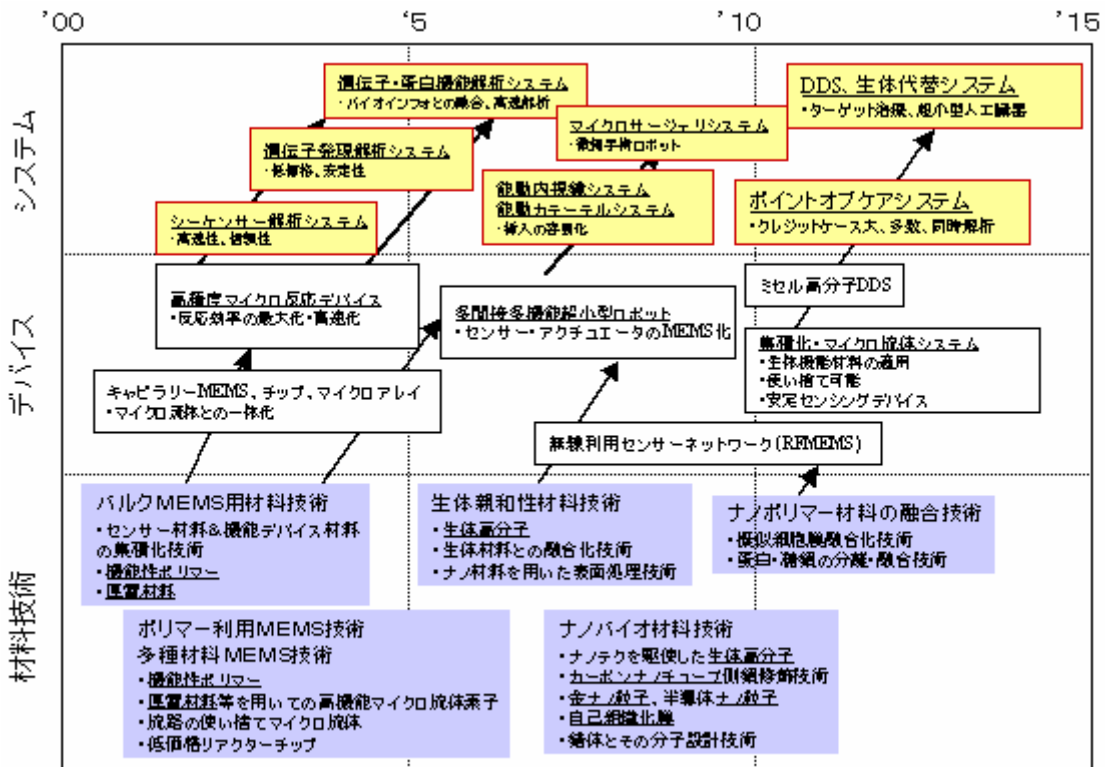 '00
'5
'10
'15
システム
遺伝子・蛋白機能解析システム
・バイオインフォとの融合、高速解析
DDS、生体代替システム
・ターゲット治療、超小型人工臓器
マイクロサージェリシステム
・微細手術ロボット
遺伝子発現解析システム
・低価格、安定性
能動内視鏡システム
能動カテーテルシステム
・挿入の容易化
ポイントオブケアシステム
・クレジットケース大、多数、同時解析
シーケンサー解析システム
・高速性、信頼性
デバイス
高精度マイクロ反応デバイス
・反応効率の最大化・高速化
ミセル高分子DDS
多関接多機能超小型ロボット
・センサー・アクチュエータのMEMS化
集積化・マイクロ流体システム
・生体機能材料の適用
・使い捨て可能
・安定センシングデバイス
キャピラリーMEMS、チップ、マイクロアレイ
・マイクロ流体との一体化
無線利用センサーネットワーク(RFMEMS)
材料技術
バルクMEMS用材料技術
・センサー材料&機能デバイス材料
の集積化技術
・機能性ポリマー
・厚電材料
生体親和性材料技術
・生体高分子
・生体材料との融合化技術
・ナノ材料を用いた表面処理技術
ナノポリマー材料の融合技術
・擬似細胞膜融合化技術
・蛋白・糖鎖の分離・融合技術
ポリマー利用MEMS技術
多種材料MEMS技術
・機能性ポリマー
・厚電材料等を用いての高機能マイクロ流体素子
・流路の使い捨てマイクロ流体
・低価格リアクターチップ
ナノバイオ材料技術
・ナノテクを駆使した生体高分子
・カーボンナノチューブ側鎖修飾技術
・金ナノ粒子、半導体ナノ粒子
・自己組織化膜
・錯体とその分子設計技術